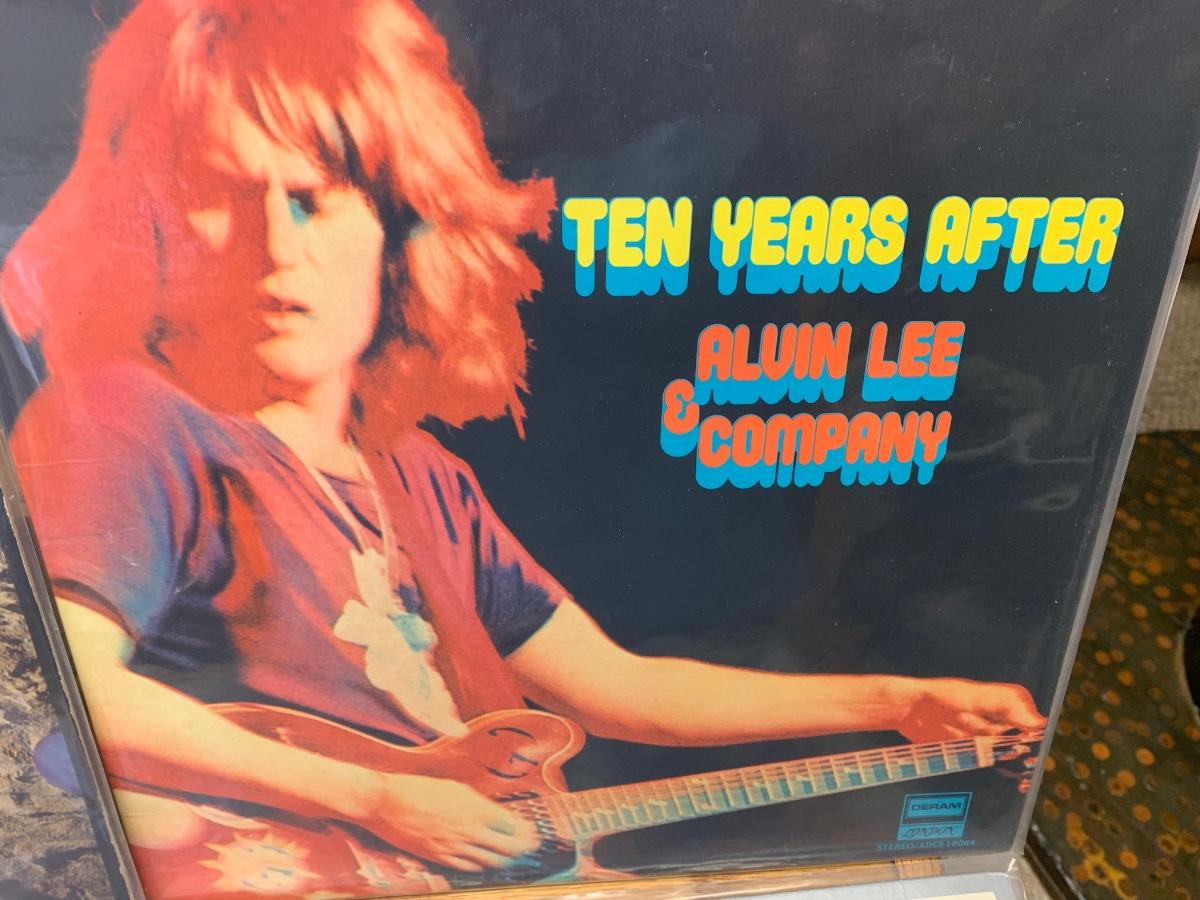 TEN YEARS AFTER
ALVIN LEE
& COMPANY
DERAM
LONDON
STEREO/XDES 18064